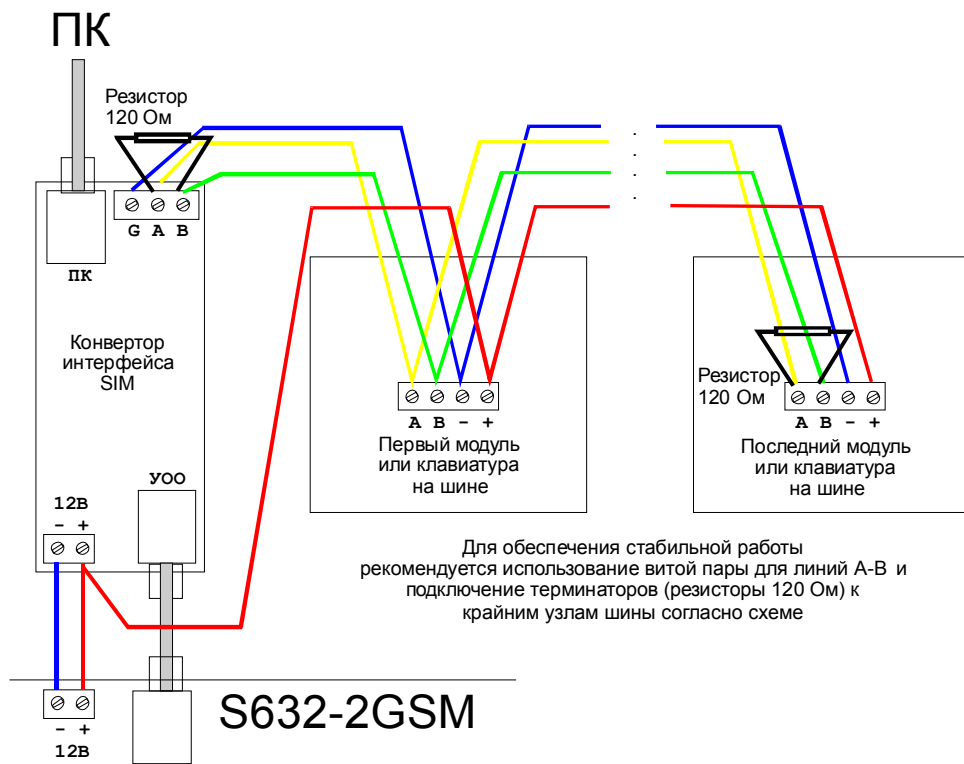 ПК
Резистор
120 Ом
G A B
ПК
Конвертор
интерфейса
SIM
УОО
12В
- +
A B - +
Первый модуль
или клавиатура
на шине
Резистор
120 Ом
A B - +
Последний модуль
или клавиатура
на шине
Для обеспечения стабильной работы
рекомендуется использование витой пары для линий А-В и
подключение терминаторов (резисторы 120 Ом) к
крайним узлам шины согласно схеме
S632-2GSM
- +
12В